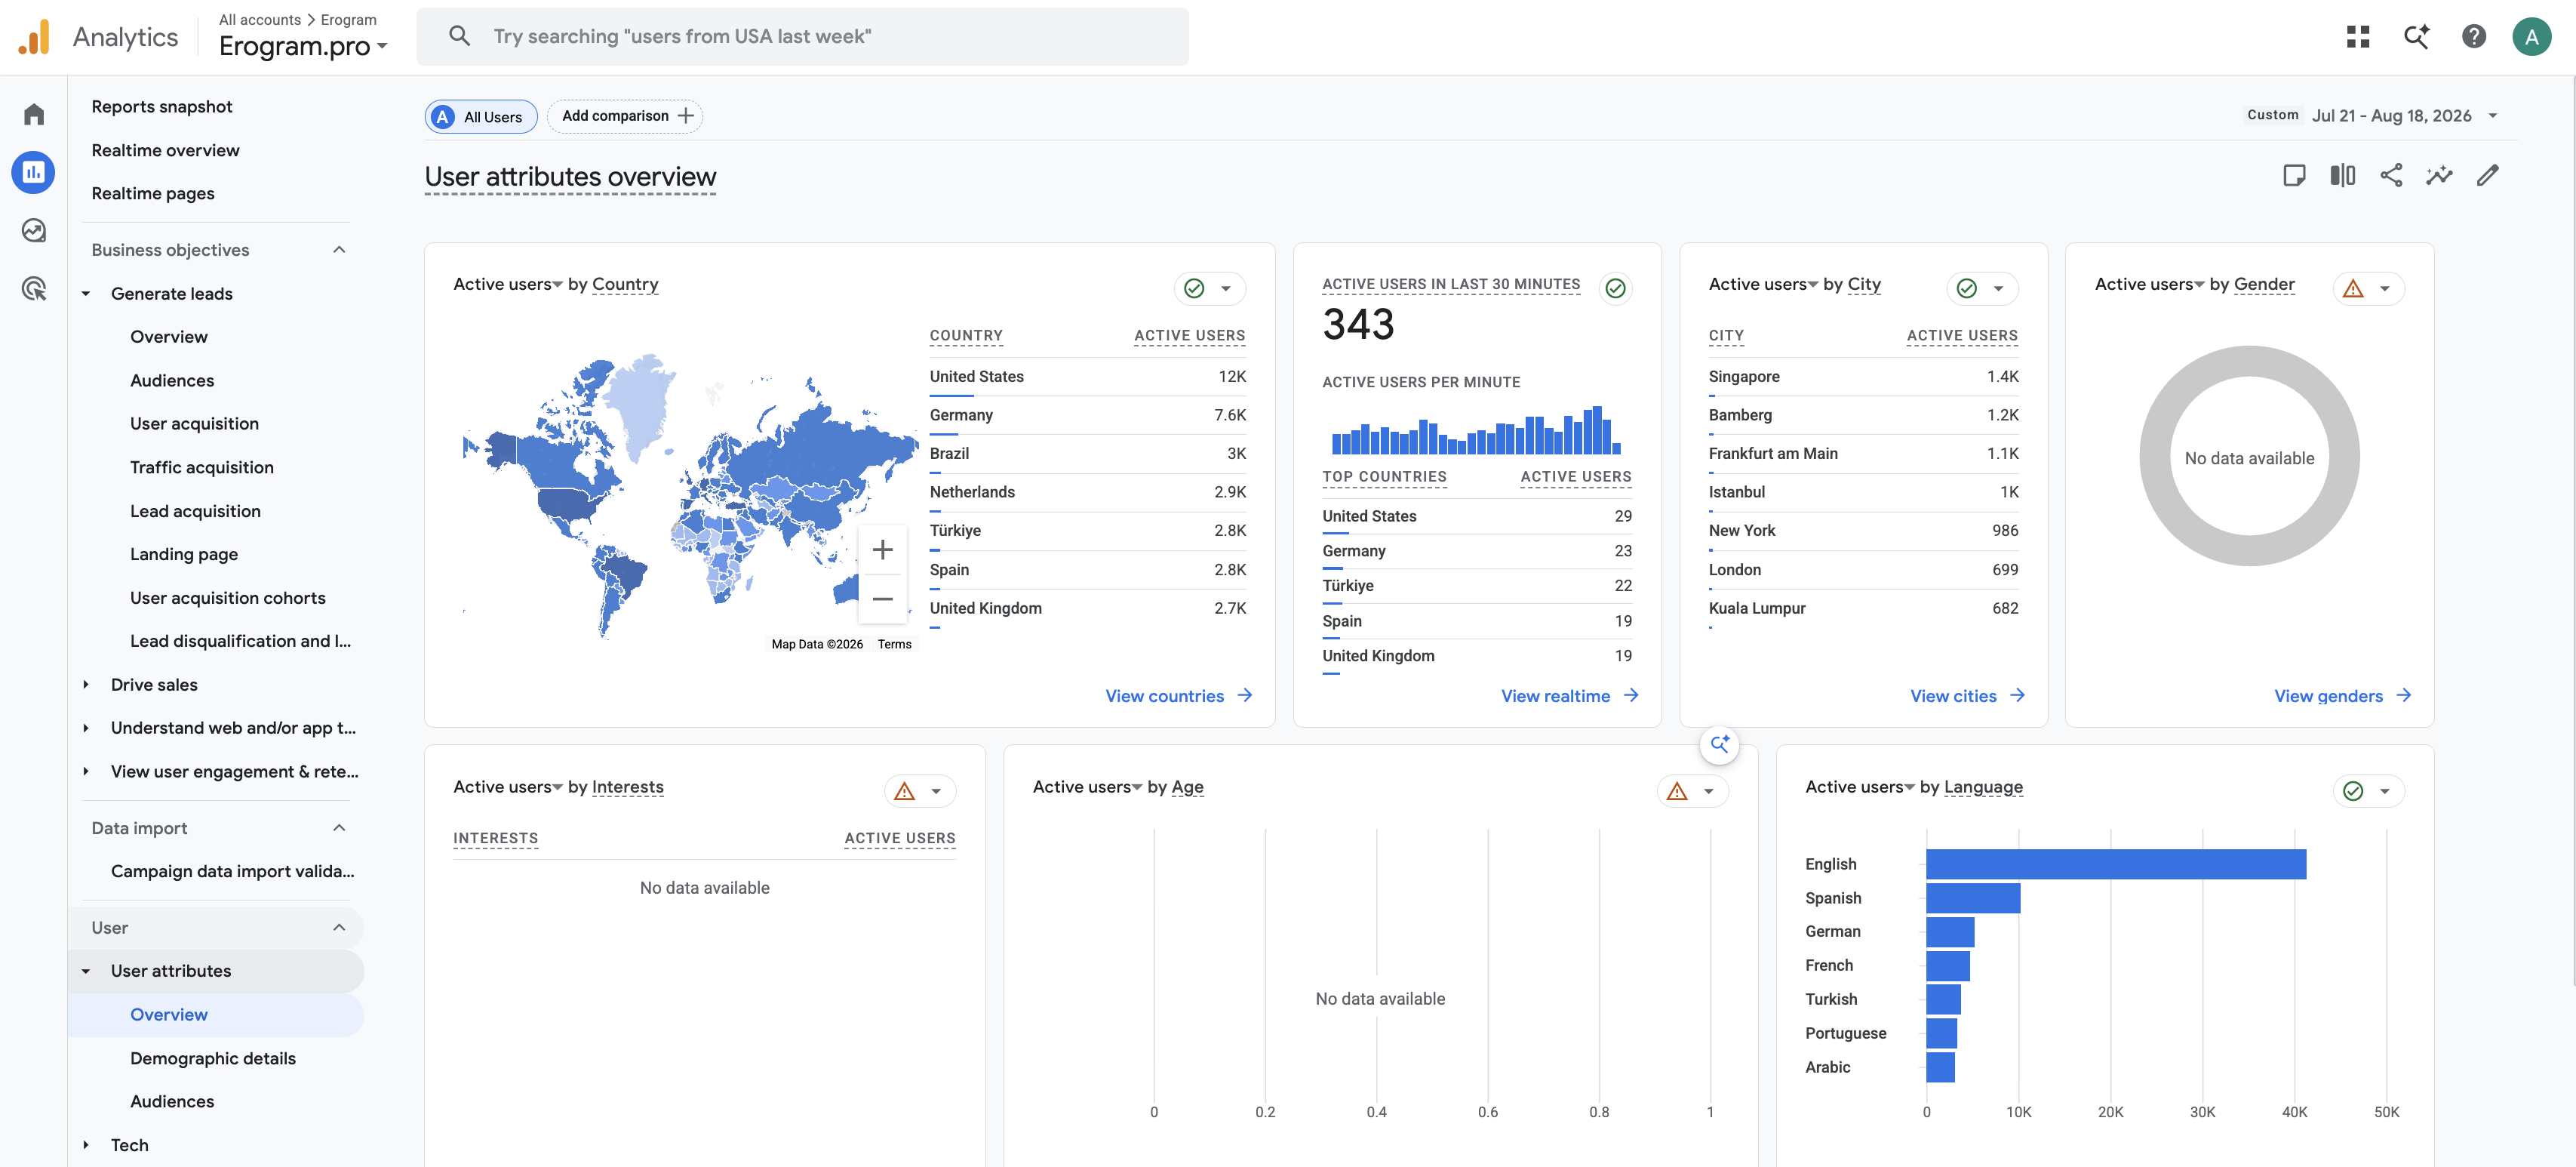 Analytics
All accounts > Erogram
Erogram.pro
Try searching "users from USA last week"
A
Reports snapshot
Realtime overview
Realtime pages
Business objectives
Generate leads
Overview
Audiences
User acquisition
Traffic acquisition
Lead acquisition
Landing page
User acquisition cohorts
Lead disqualification and l...
Drive sales
Understand web and/or app t...
View user engagement & rete...
Data import
Campaign data import valida...
User
User attributes
Overview
Demographic details
Audiences
Tech
A All Users
Add comparison
Custom Jul 21 - Aug 18, 2026
User attributes overview
Active users by Country
COUNTRY ACTIVE USERS
United States 12K
Germany 7.6K
Brazil 3K
Netherlands 2.9K
Türkiye 2.8K
Spain 2.8K
United Kingdom 2.7K
Map Data ©2026 Terms
View countries
ACTIVE USERS IN LAST 30 MINUTES
343
ACTIVE USERS PER MINUTE
TOP COUNTRIES ACTIVE USERS
United States 29
Germany 23
Türkiye 22
Spain 19
United Kingdom 19
View realtime
Active users by City
CITY ACTIVE USERS
Singapore 1.4K
Bamberg 1.2K
Frankfurt am Main 1.1K
Istanbul 1K
New York 986
London 699
Kuala Lumpur 682
View cities
Active users by Gender
No data available
View genders
Active users by Interests
INTERESTS ACTIVE USERS
No data available
Active users by Age
No data available
0 0.2 0.4 0.6 0.8 1
Active users by Language
English
Spanish
German
French
Turkish
Portuguese
Arabic
0 10K 20K 30K 40K 50K